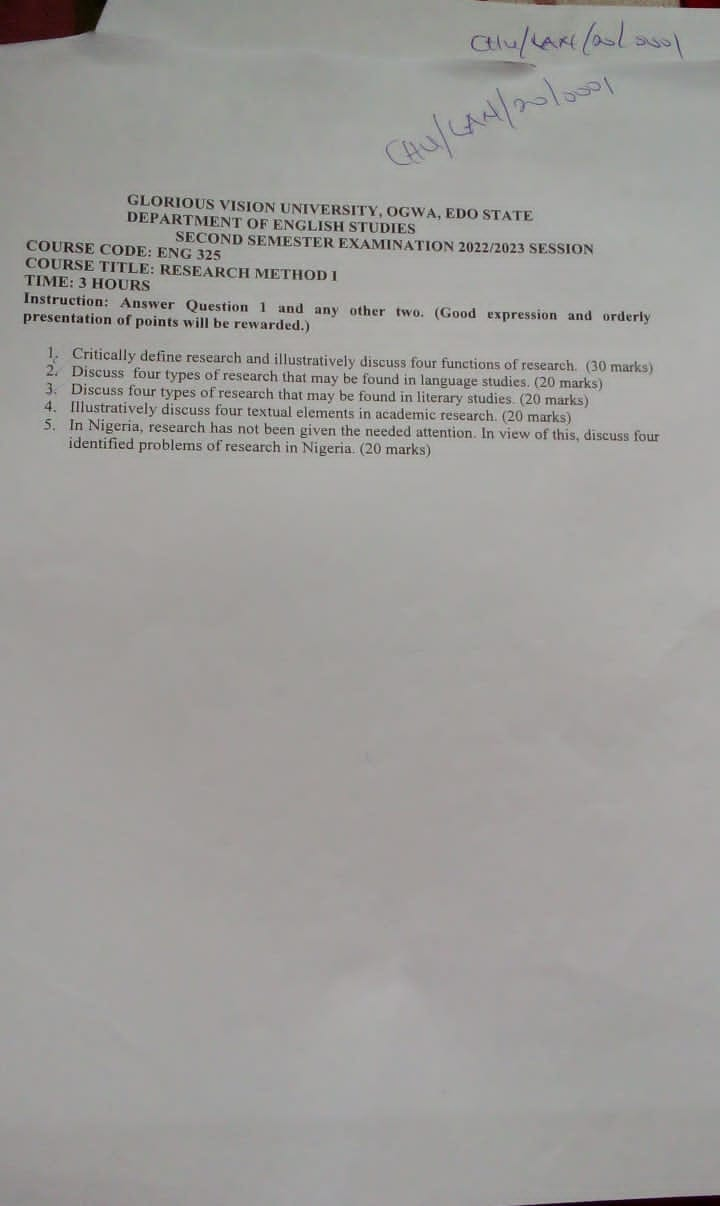 CHU/LAN/20/0001
CHU/LAN/20/0001
GLORIOUS VISION UNIVERSITY, OGWA, EDO STATE
DEPARTMENT OF ENGLISH STUDIES
SECOND SEMESTER EXAMINATION 2022/2023 SESSION
COURSE CODE: ENG 325
COURSE TITLE: RESEARCH METHOD I
TIME: 3 HOURS
Instruction: Answer Question 1 and any other two. (Good expression and orderly
presentation of points will be rewarded.)
1. Critically define research and illustratively discuss four functions of research. (30 marks)
2. Discuss four types of research that may be found in language studies. (20 marks)
3. Discuss four types of research that may be found in literary studies. (20 marks)
4. Illustratively discuss four textual elements in academic research. (20 marks)
5. In Nigeria, research has not been given the needed attention. In view of this, discuss four
identified problems of research in Nigeria. (20 marks)